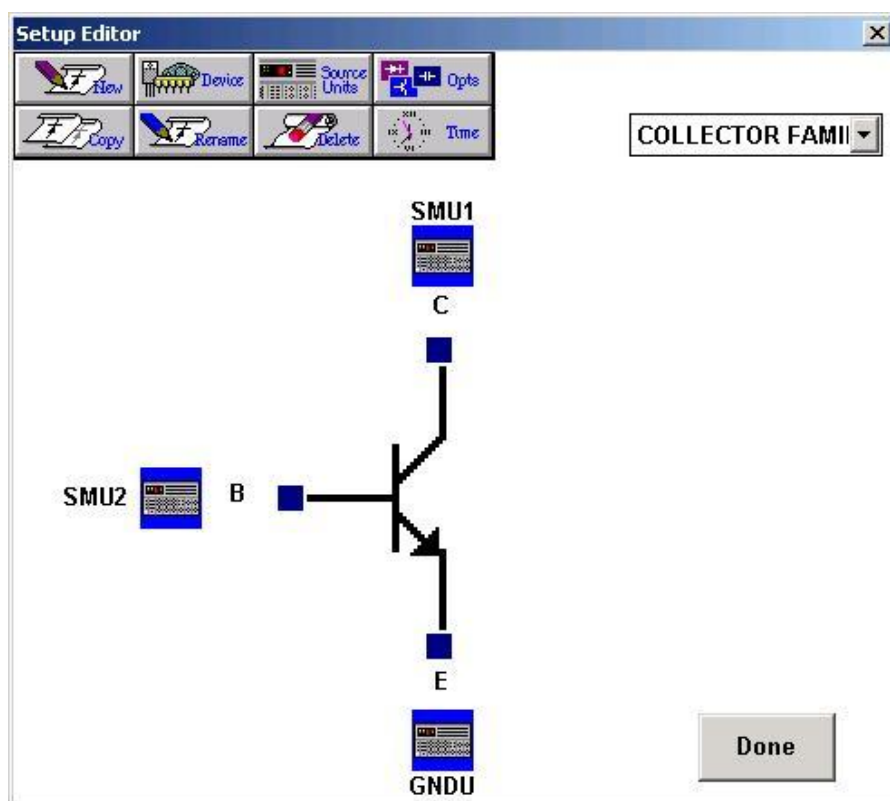 Setup Editor
New Device Source Units Opts
Copy Rename Delete Time
COLLECTOR FAMI
SMU1
C
SMU2 B
E
GNDU
Done